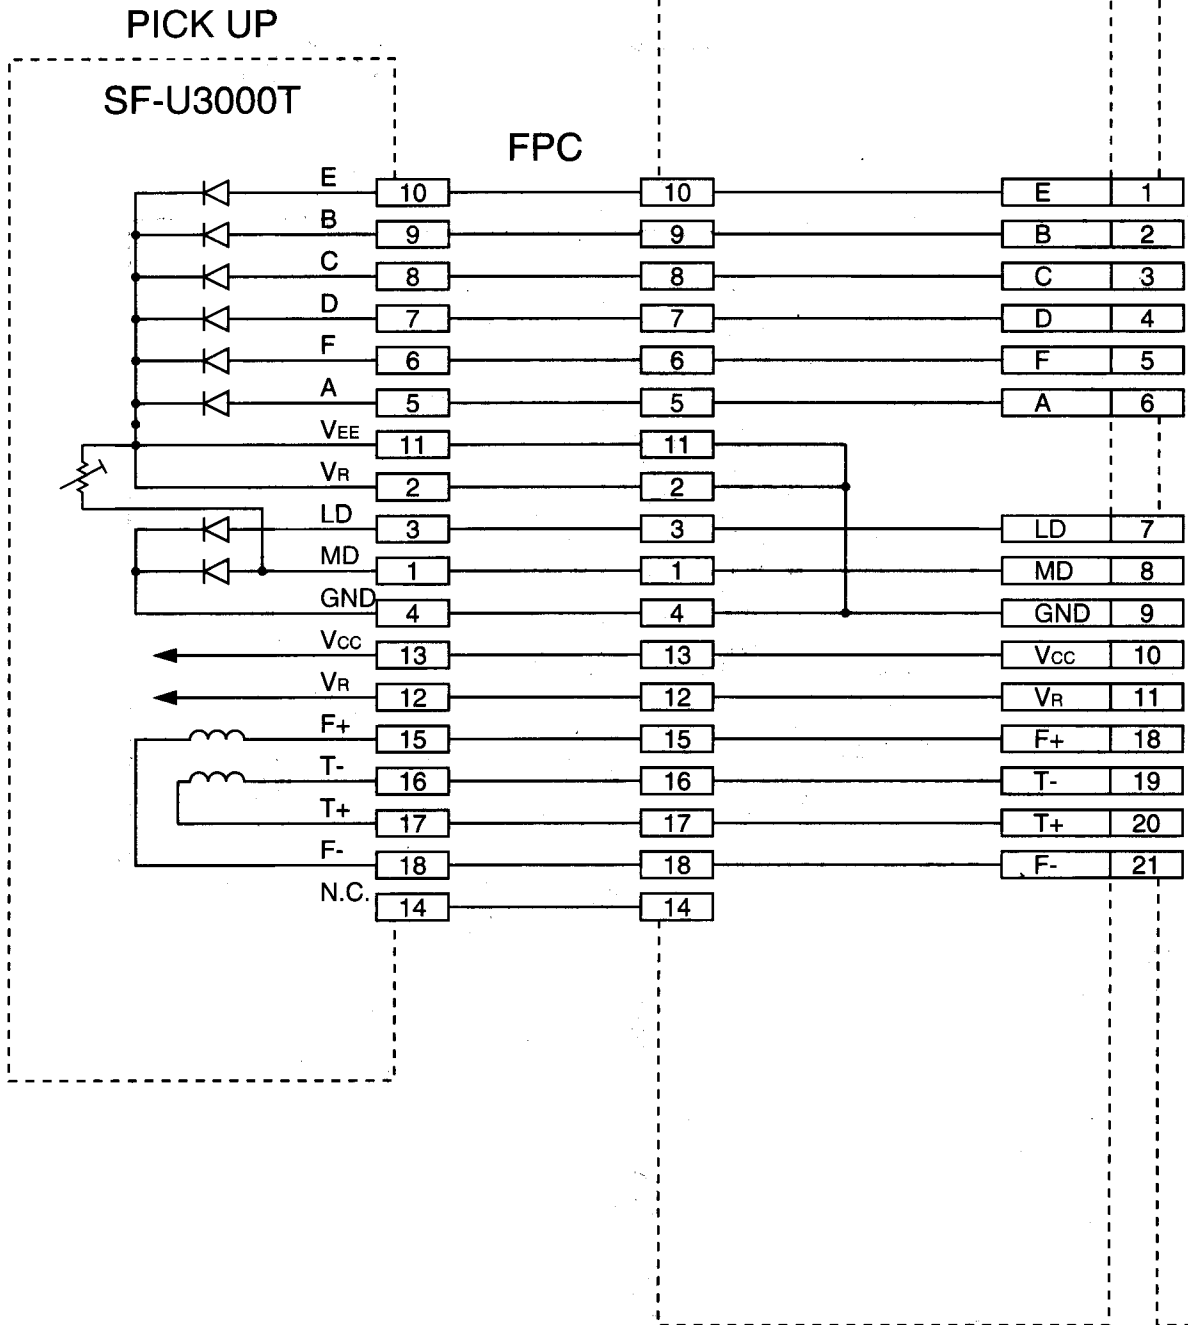 PICK UP
SF-U3000T
FPC
E 10 10 E 1
B 9 9 B 2
C 8 8 C 3
D 7 7 D 4
F 6 6 F 5
A 5 5 A 6
VEE 11 11
VR 2 2
LD 3 3 LD 7
MD 1 1 MD 8
GND 4 4 GND 9
VCC 13 13 VCC 10
VR 12 12 VR 11
F+ 15 15 F+ 18
T- 16 16 T- 19
T+ 17 17 T+ 20
F- 18 18 F- 21
N.C. 14 14